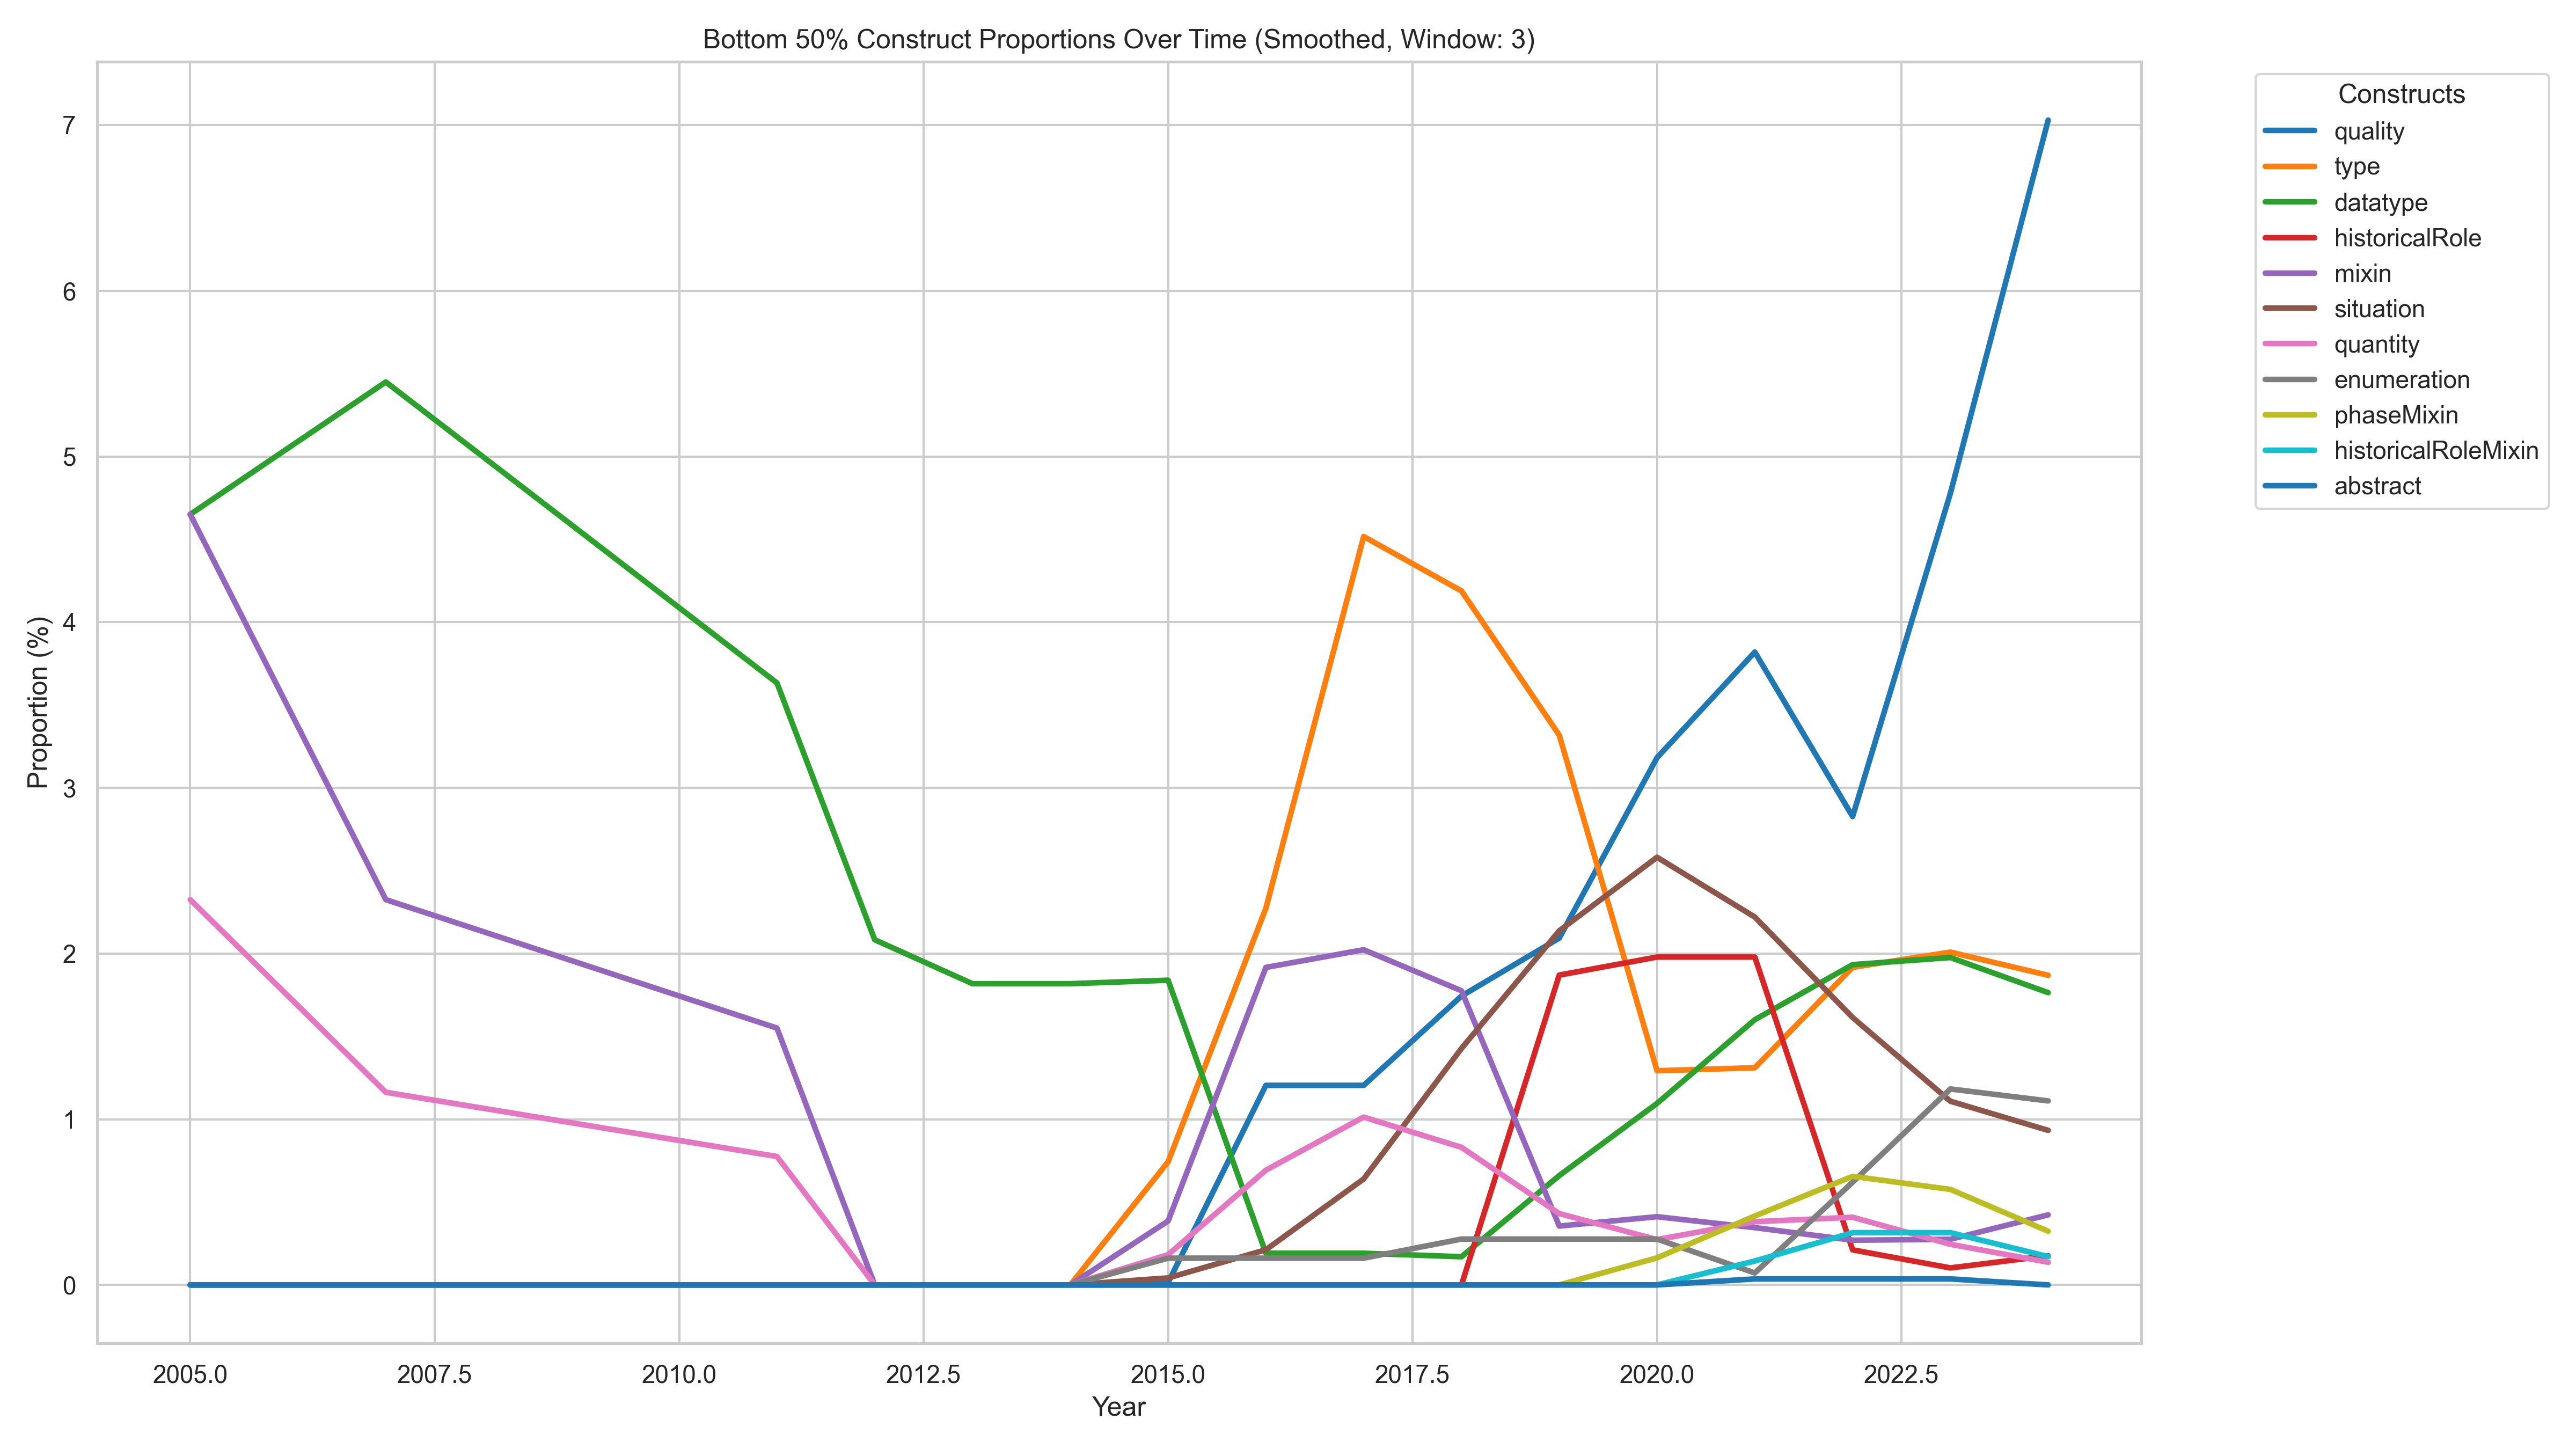 Bottom 50% Construct Proportions Over Time (Smoothed, Window: 3)
Constructs
quality
type
datatype
historicalRole
mixin
situation
quantity
enumeration
phaseMixin
historicalRoleMixin
abstract
Proportion (%)
7
6
5
4
3
2
1
0
2005.0 2007.5 2010.0 2012.5 2015.0 2017.5 2020.0 2022.5
Year